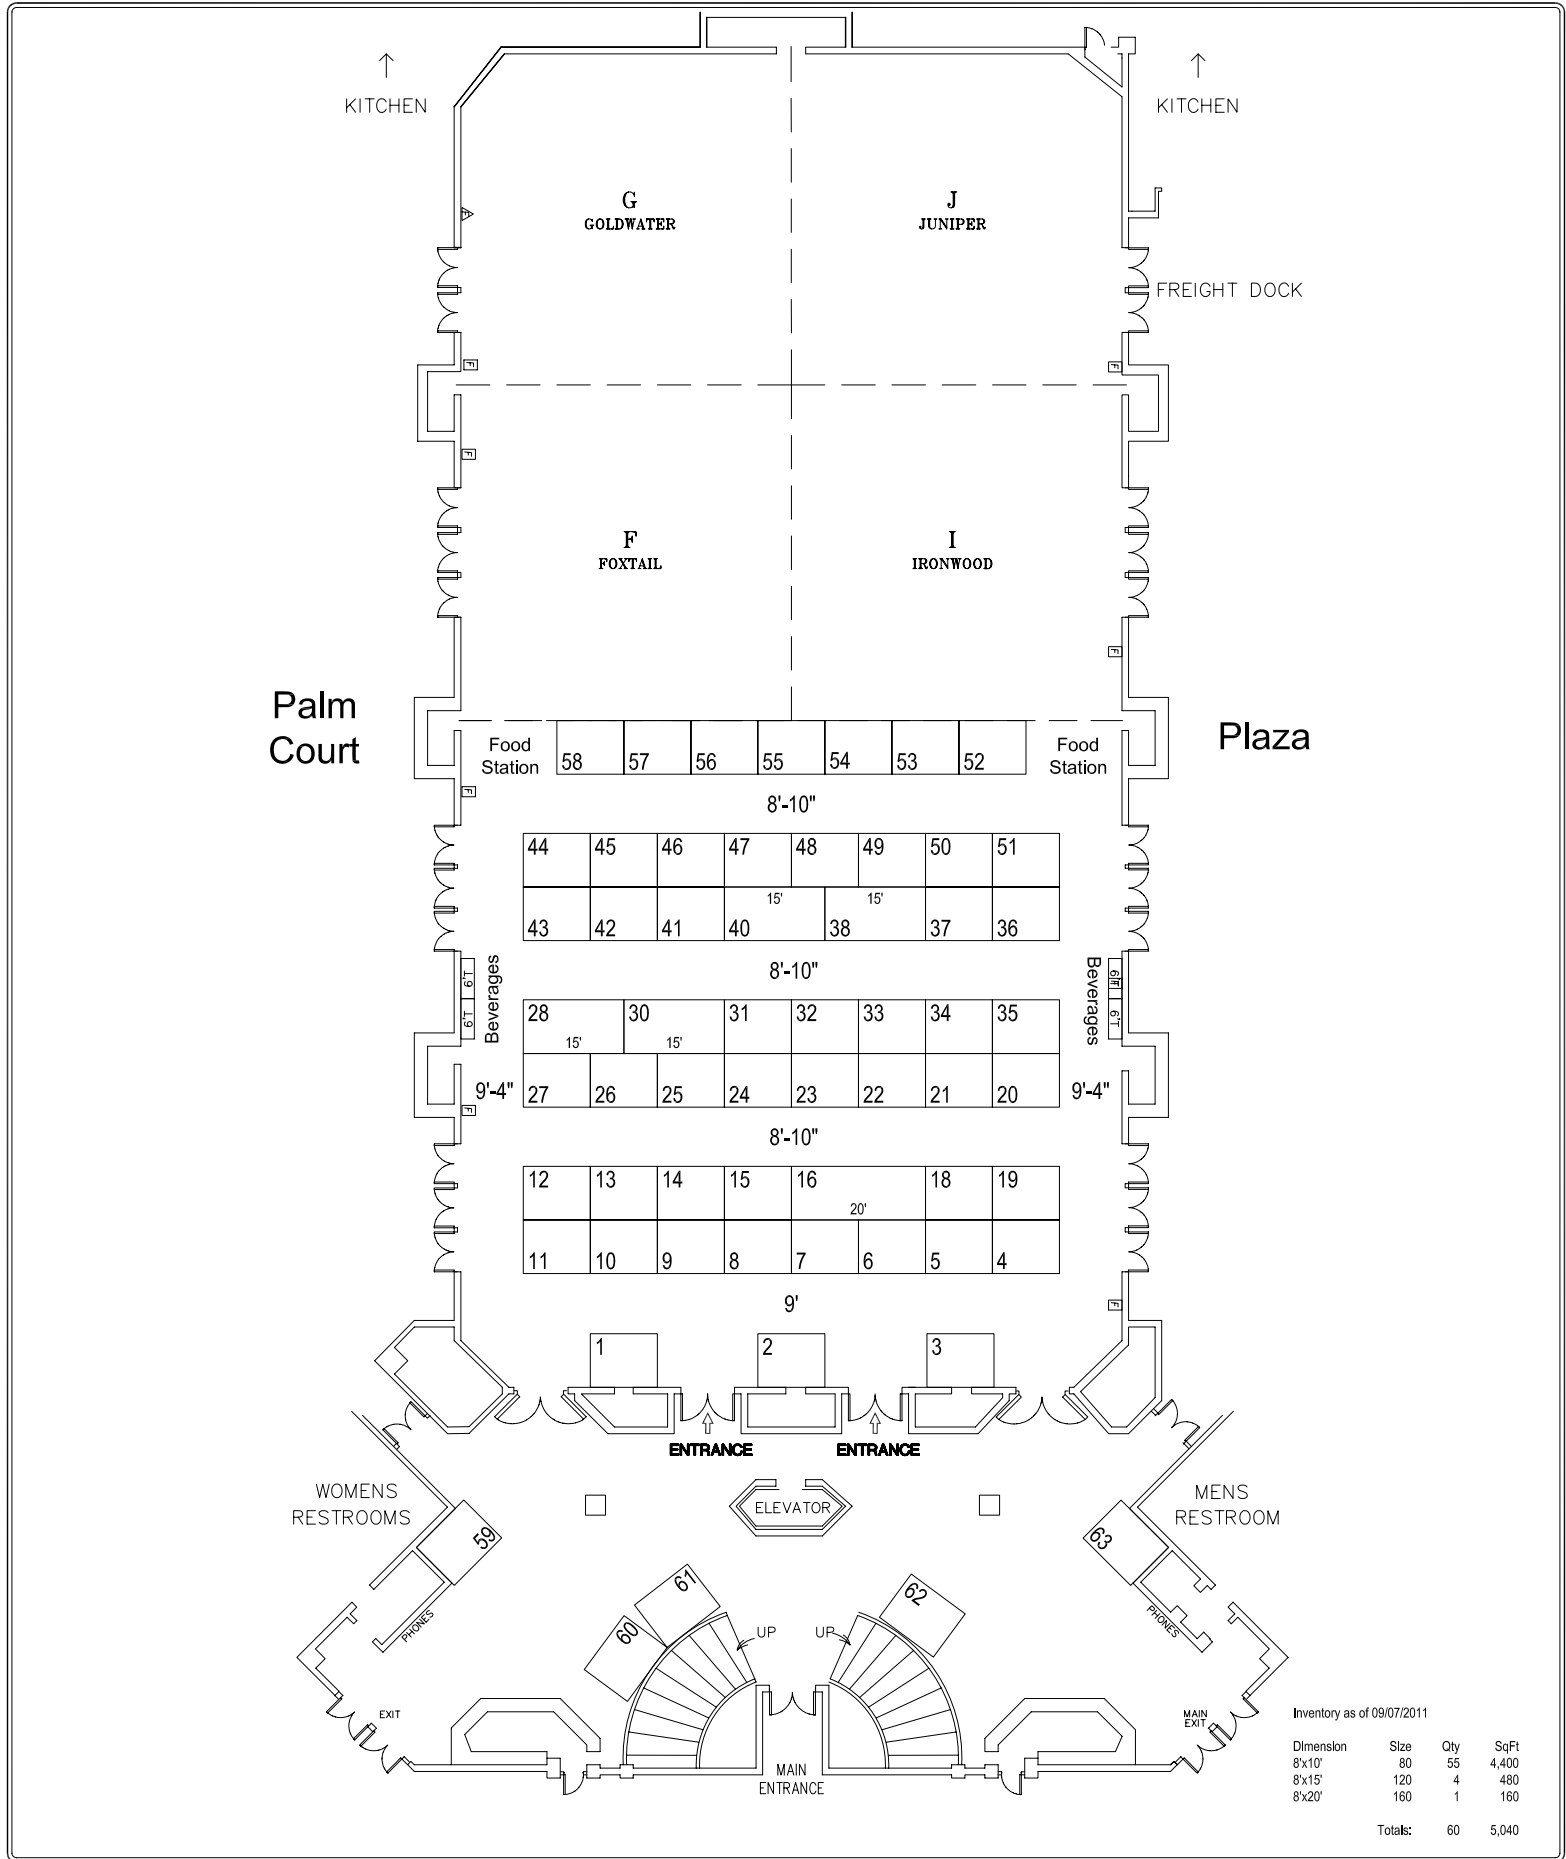 KITCHEN
KITCHEN
G
GOLDWATER
J
JUNIPER
F
FREIGHT DOCK
F
F
F
F
FOXTAIL
I
IRONWOOD
F
Palm
Court
Plaza
Food
Station
58
57
56
55
54
53
52
Food
Station
F
8'-10"
44
45
46
47
48
49
50
51
15'
15'
43
42
41
40
38
37
36
8'-10"
6'T
6'T
Beverages
Beverages
6'T
28
30
31
32
33
34
35
15'
15'
9'-4"
27
26
25
24
23
22
21
20
9'-4"
F
8'-10"
12
13
14
15
16
18
19
20'
11
10
9
8
7
6
5
4
9'
F
1
2
3
ENTRANCE
ENTRANCE
WOMENS
RESTROOMS
ELEVATOR
MENS
RESTROOM
59
63
61
62
60
PHONES
PHONES
UP
UP
EXIT
MAIN
EXIT
MAIN
ENTRANCE
Inventory as of 09/07/2011
Dimension Size Qty SqFt
8'x10' 80 55 4,400
8'x15' 120 4 480
8'x20' 160 1 160
Totals: 60 5,040